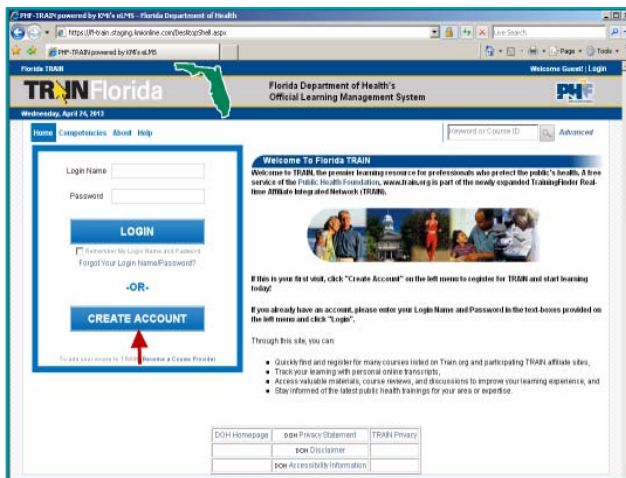 PHF-TRAIN powered by KMI's eLMS - Florida Department of Health
https://fl-train.staging.kmionline.com/DesktopShell.aspx
Live Search
PHF-TRAIN powered by KMI's eLMS
Page
Tools
Florida TRAIN
Welcome Guest! | Login
TRAIN Florida
Florida Department of Health's
Official Learning Management System
PHF
Wednesday, April 24, 2013
Home Competencies About Help
Keyword or Course ID
Advanced
Login Name
Password
LOGIN
Remember My Login Name and Password
Forgot Your Login Name/Password?
-OR-
CREATE ACCOUNT
To add your course to TRAIN, Become a Course Provider
Welcome To Florida TRAIN
Welcome to TRAIN, the premier learning resource for professionals who protect the public's health. A free
service of the Public Health Foundation, www.train.org is part of the newly expanded TrainingFinder Real-
time Affiliate Integrated Network (TRAIN).
If this is your first visit, click "Create Account" on the left menu to register for TRAIN and start learning
today!
If you already have an account, please enter your Login Name and Password in the text-boxes provided on
the left menu and click "Login".
Through this site, you can:
Quickly find and register for many courses listed on Train.org and participating TRAIN affiliate sites,
Track your learning with personal online transcripts,
Access valuable materials, course reviews, and discussions to improve your learning experience, and
Stay informed of the latest public health trainings for your area or expertise.
DOH Homepage DOH Privacy Statement TRAIN Privacy
DOH Disclaimer
DOH Accessibility Information